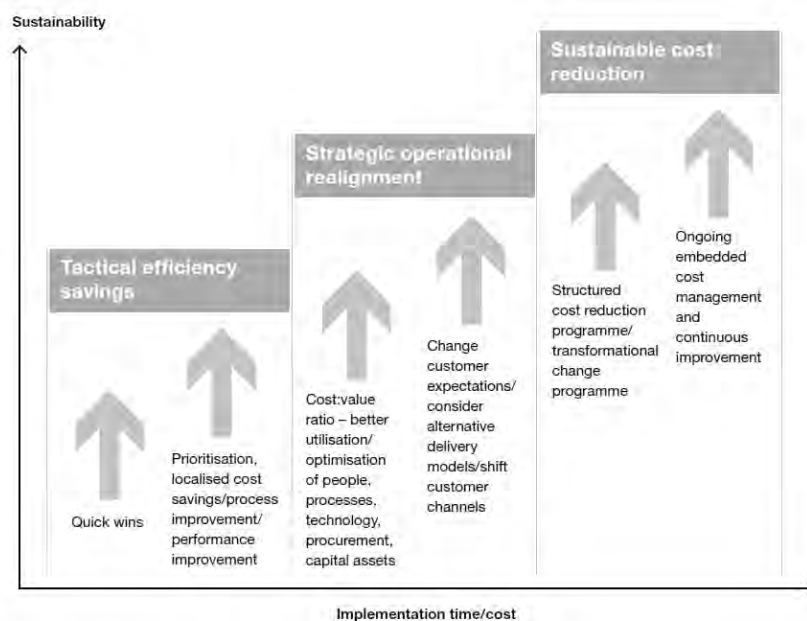 Sustainability
Sustainable cost
reduction
Strategic operational
realignment
Tactical efficiency
savings
Quick wins
Prioritisation,
localised cost
savings/process
improvement/
performance
improvement
Cost:value
ratio – better
utilisation/
optimisation
of people,
processes,
technology,
procurement,
capital assets
Change
customer
expectations/
consider
alternative
delivery
models/shift
customer
channels
Structured
cost reduction
programme/
transformational
change
programme
Ongoing
embedded
cost
management
and
continuous
improvement
Implementation time/cost